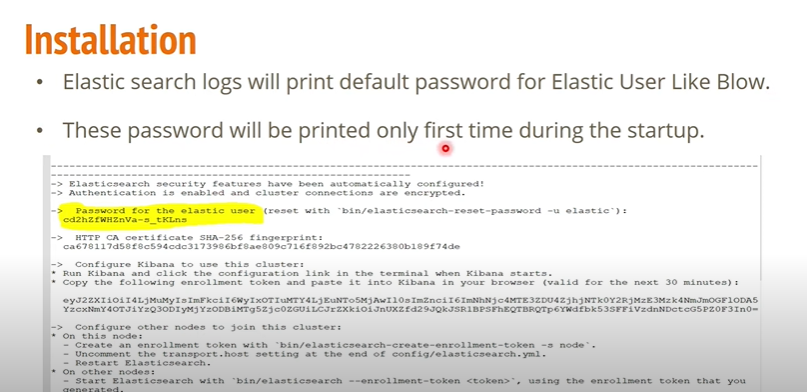 Installation
• Elastic search logs will print default password for Elastic User Like Blow.
• These password will be printed only first time during the startup.
-> Elasticsearch security features have been automatically configured!
-> Authentication is enabled and cluster connections are encrypted.
-> Password for the elastic user (reset with `bin/elasticsearch-reset-password -u elastic`):
cd2hZfWHZnVa-s_tKLns
-> HTTP CA certificate SHA-256 fingerprint:
ca678117d58f8c594cdc3173986bf8ae809c716f892bc4782226380b189f74de
-> Configure Kibana to use this cluster:
* Run Kibana and click the configuration link in the terminal when Kibana starts.
* Copy the following enrollment token and paste it into Kibana in your browser (valid for the next 30 minutes):
-> Configure other nodes to join this cluster:
* On this node:
- Create an enrollment token with `bin/elasticsearch-create-enrollment-token -s node`.
- Uncomment the transport.host setting at the end of config/elasticsearch.yml.
- Restart Elasticsearch.
* On other nodes:
- Start Elasticsearch with `bin/elasticsearch --enrollment-token <token>`, using the enrollment token that you
generated.